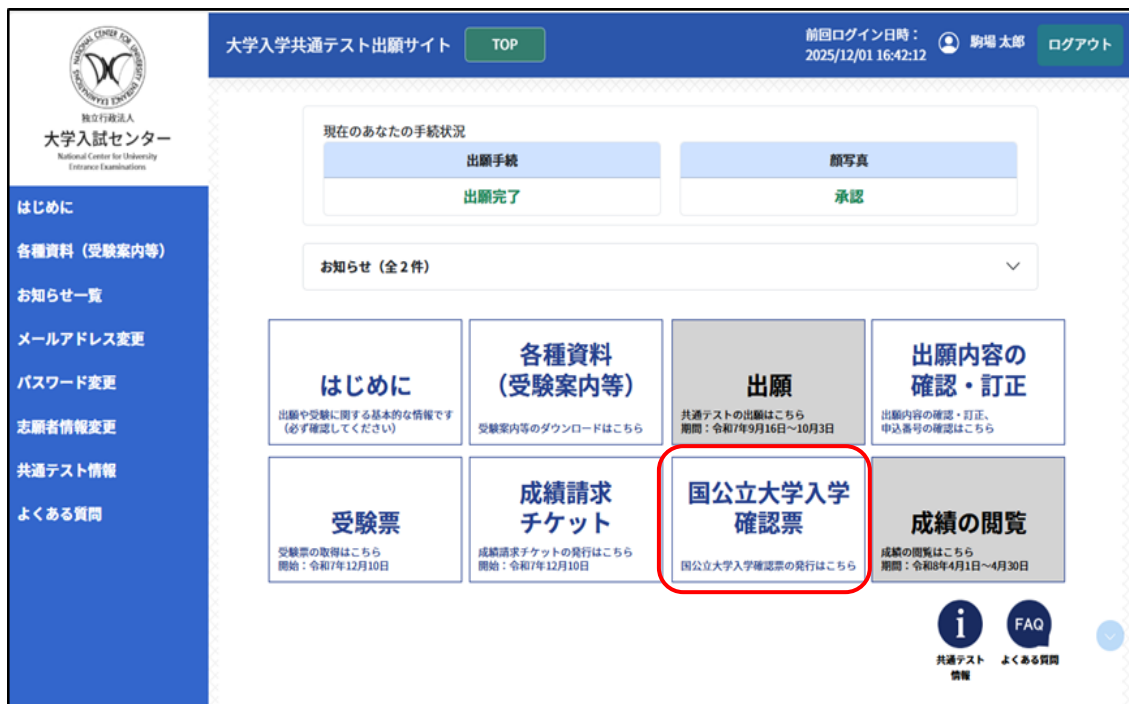 NATIONAL CENTER FOR UNIVERSITY ENTRANCE EXAMINATIONS
独立行政法人
大学入試センター
National Center for University
Entrance Examinations
はじめに
各種資料（受験案内等）
お知らせ一覧
メールアドレス変更
パスワード変更
志願者情報変更
共通テスト情報
よくある質問
大学入学共通テスト出願サイト
TOP
前回ログイン日時：
2025/12/01 16:42:12
駒場 太郎
ログアウト
現在のあなたの手続状況
出願手続
顔写真
出願完了
承認
お知らせ（全2件）
はじめに
出願や受験に関する基本的な情報です
（必ず確認してください）
各種資料
（受験案内等）
受験案内等のダウンロードはこちら
出願
共通テストの出願はこちら
期間：令和7年9月16日～10月3日
出願内容の
確認・訂正
出願内容の確認・訂正、
申込番号の確認はこちら
受験票
受験票の取得はこちら
開始：令和7年12月10日
成績請求
チケット
成績請求チケットの発行はこちら
開始：令和7年12月10日
国公立大学入学
確認票
国公立大学入学確認票の発行はこちら
成績の閲覧
成績の閲覧はこちら
期間：令和8年4月1日～4月30日
i
共通テスト
情報
FAQ
よくある質問